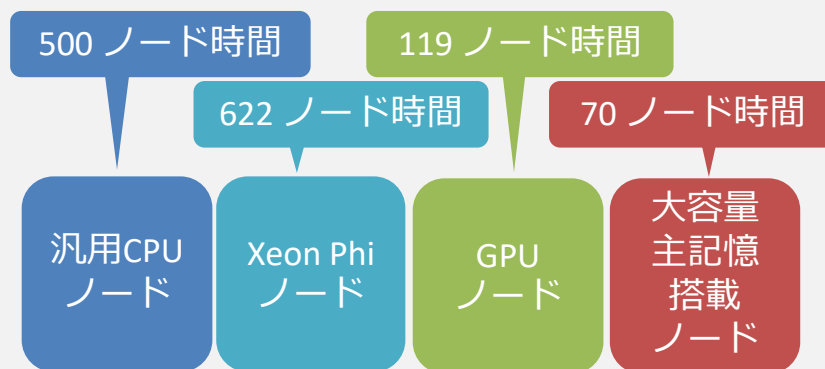 500 ノード時間
119 ノード時間
622 ノード時間
70 ノード時間
汎用CPU
ノード
Xeon Phi
ノード
GPU
ノード
大容量
主記憶
搭載
ノード